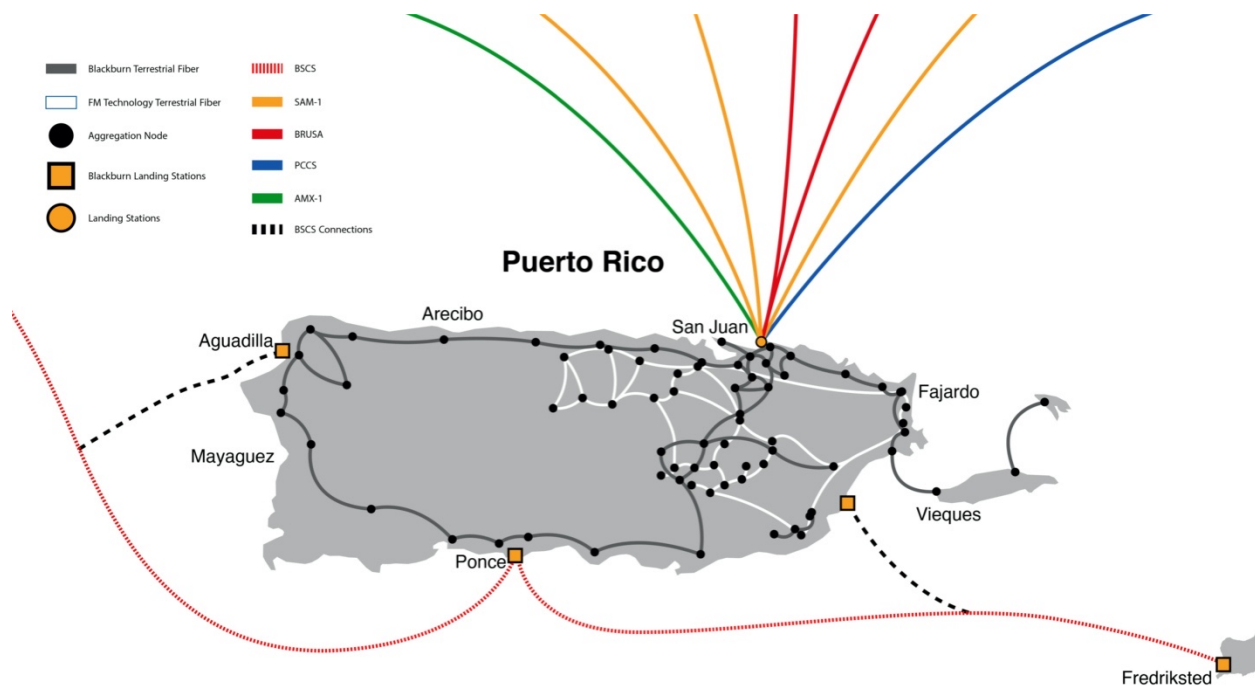 Blackburn Terrestrial Fiber
FM Technology Terrestrial Fiber
Aggregation Node
Blackburn Landing Stations
Landing Stations
BSCS
SAM-1
BRUSA
PCCS
AMX-1
BSCS Connections
Puerto Rico
Arecibo
San Juan
Aguadilla
Fajardo
Mayaguez
Vieques
Ponce
Fredriksted